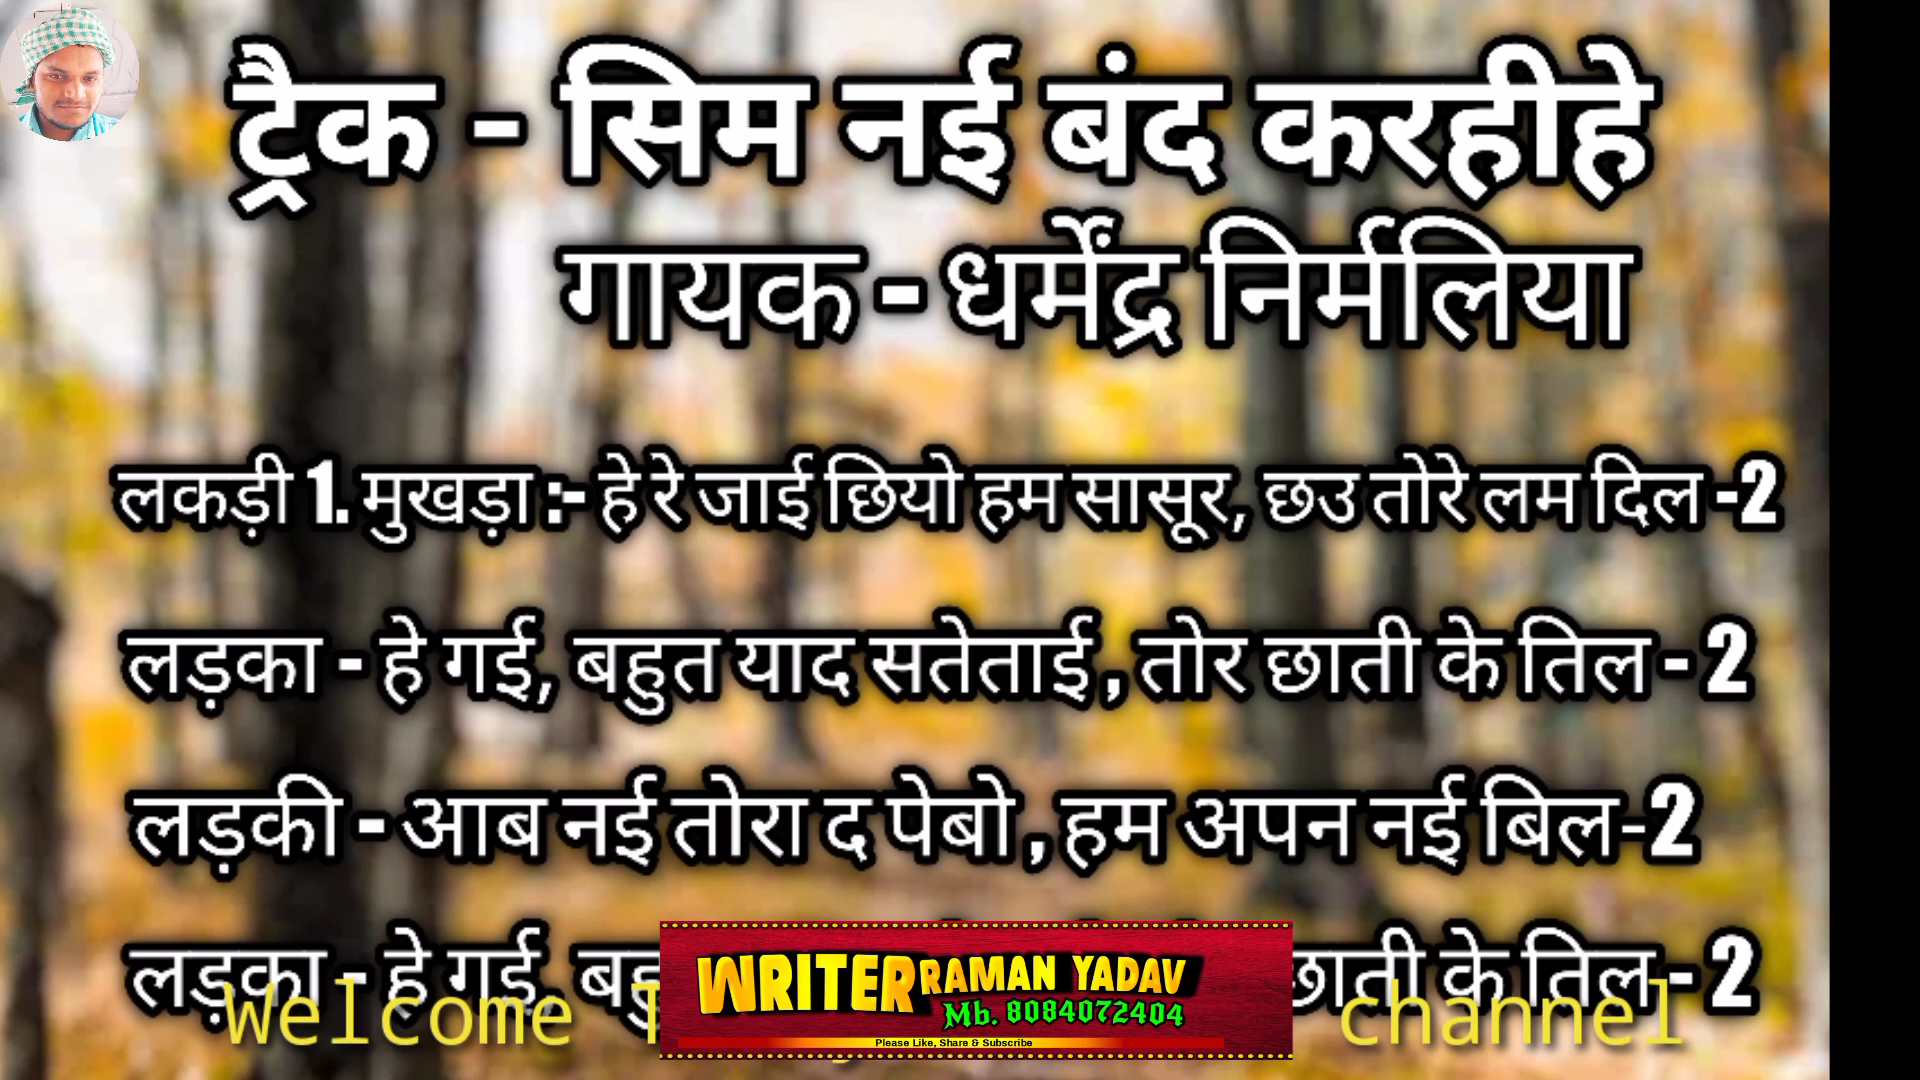 ट्रैक - सिम नई बंद करहीहे
गायक - धर्मेंद्र निर्मलिया
लकड़ी 1. मुखड़ा :- हे रे जाई छियो हम सासूर, छउ तोरे लम दिल -2
लड़का - हे गई, बहुत याद सतेताई , तोर छाती के तिल - 2
लड़की - आब नई तोरा द पेबो , हम अपन नई बिल-2
लड़का - हे गई, छाती के तिल - 2
Welcome channel
WRITER RAMAN YADAV
Mb. 8084072404
Please Like, Share & Subscribe